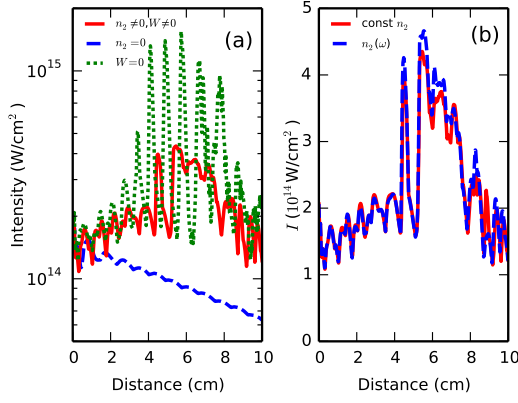 n₂≠0,W≠0
n₂=0
W=0
(a)
10¹⁵
10¹⁴
Intensity (W/cm² )
0 2 4 6 8 10
Distance (cm)
const n₂
n₂(ω)
(b)
5
4
3
2
1
0
I (10¹⁴ W/cm² )
0 2 4 6 8 10
Distance (cm)